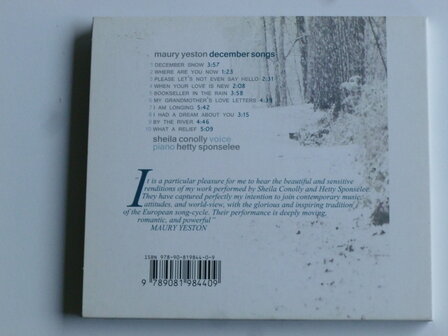 maury yeston december songs
1 DECEMBER SNOW 3:57
2 WHERE ARE YOU NOW 1:23
3 PLEASE LET'S NOT EVEN SAY HELLO 2:31
4 WHEN YOUR LOVE IS NEW 2:08
5 BOOKSELLER IN THE RAIN 3:58
6 MY GRANDMOTHER'S LOVE LETTERS 4:39
7 I AM LONGING 5:42
8 I HAD A DREAM ABOUT YOU 3:15
9 BY THE RIVER 4:46
10 WHAT A RELIEF 5:09
sheila conolly voice
piano hetty sponselee
It is a particular pleasure for me to hear the beautiful and sensitive
renditions of my work performed by Sheila Conolly and Hetty Sponselee
They have captured perfectly my intention to join contemporary music,
attitudes, and world-view, with the glorious and inspiring tradition
of the European song-cycle. Their performance is deeply moving,
romantic, and powerful"
MAURY YESTON
ISBN 978-90-819844-0-9
9 789081 984409